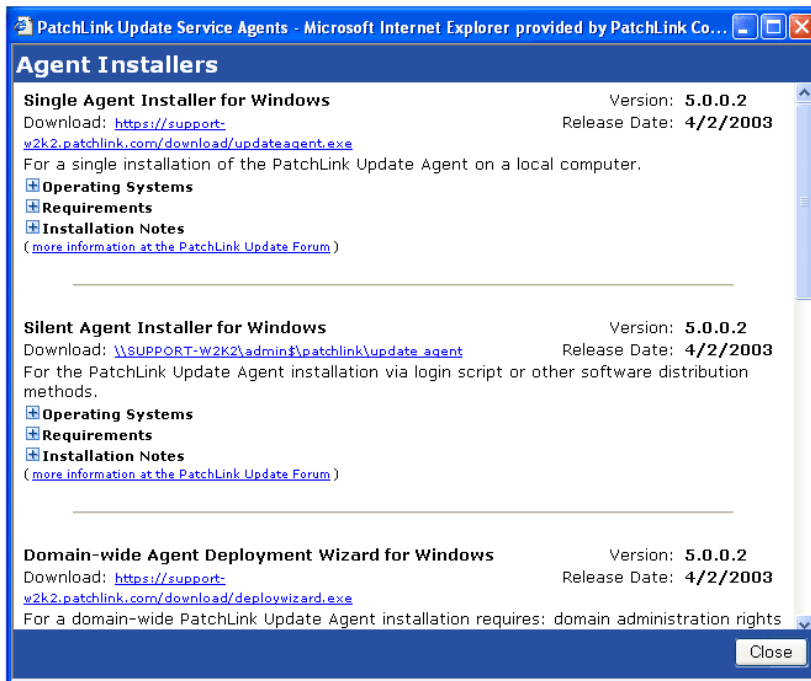 PatchLink Update Service Agents - Microsoft Internet Explorer provided by PatchLink Co...
Agent Installers
Single Agent Installer for Windows Version: 5.0.0.2
Download: https://support- Release Date: 4/2/2003
w2k2.patchlink.com/download/updateagent.exe
For a single installation of the PatchLink Update Agent on a local computer.
Operating Systems
Requirements
Installation Notes
( more information at the PatchLink Update Forum )
Silent Agent Installer for Windows Version: 5.0.0.2
Download: \\SUPPORT-W2K2\admin$\patchlink\update agent Release Date: 4/2/2003
For the PatchLink Update Agent installation via login script or other software distribution
methods.
Operating Systems
Requirements
Installation Notes
( more information at the PatchLink Update Forum )
Domain-wide Agent Deployment Wizard for Windows Version: 5.0.0.2
Download: https://support- Release Date: 4/2/2003
w2k2.patchlink.com/download/deploywizard.exe
For a domain-wide PatchLink Update Agent installation requires: domain administration rights
Close